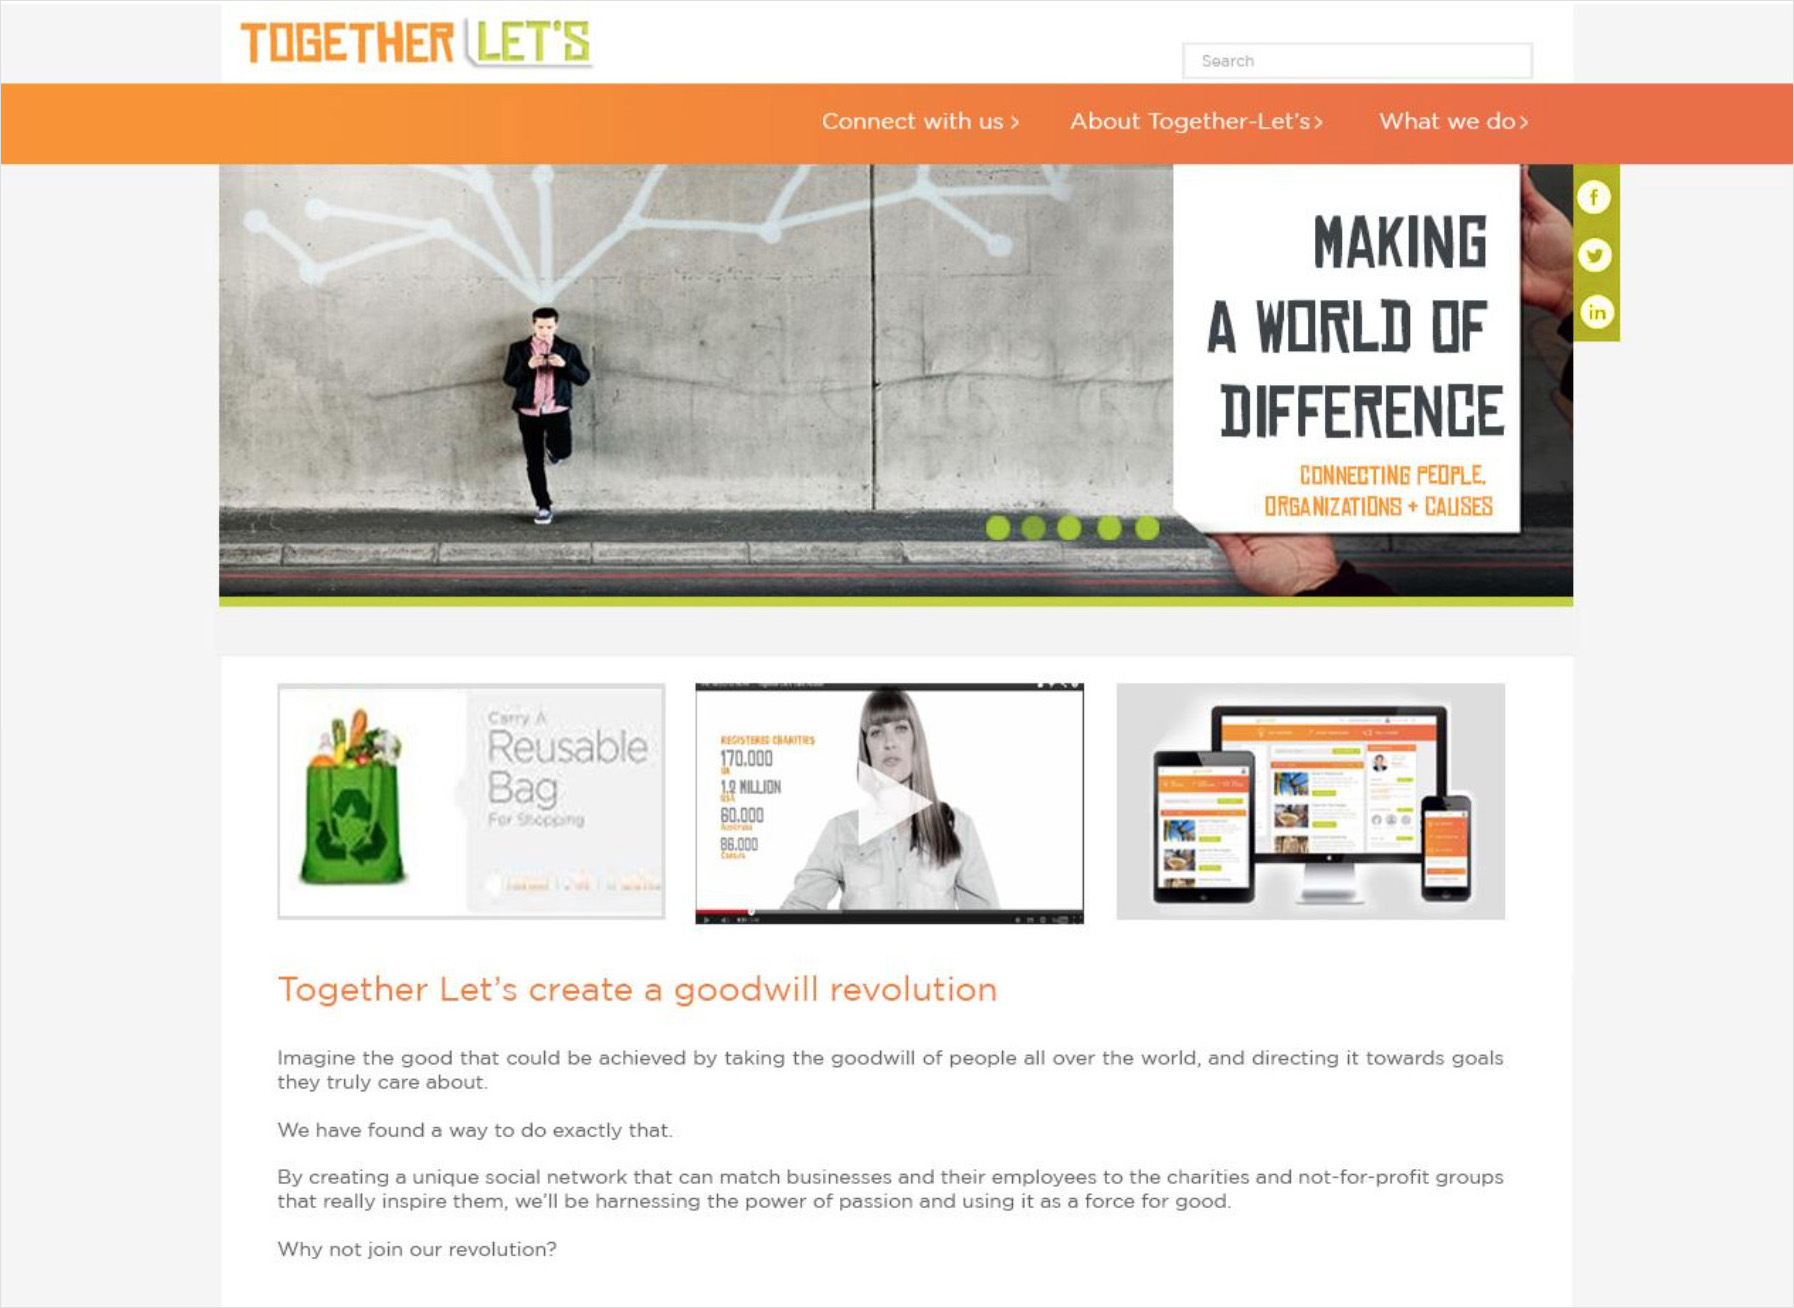 TOGETHER LET'S
Search
Connect with us >
About Together-Let's >
What we do >
MAKING
A WORLD OF
DIFFERENCE
CONNECTING PEOPLE,
ORGANIZATIONS + CAUSES
f
in
Carry A
Reusable
Bag
For Shopping
REGISTERED CHARITIES
170,000
UK
1.2 MILLION
USA
60,000
Australia
86,000
Canada
Together Let's create a goodwill revolution
Imagine the good that could be achieved by taking the goodwill of people all over the world, and directing it towards goals
they truly care about.
We have found a way to do exactly that.
By creating a unique social network that can match businesses and their employees to the charities and not-for-profit groups
that really inspire them, we'll be harnessing the power of passion and using it as a force for good.
Why not join our revolution?